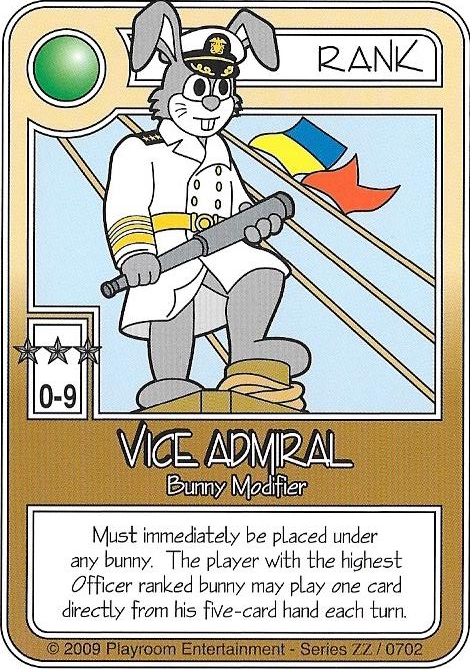 RANK
0-9
VICE ADMIRAL
Bunny Modifier
Must immediately be placed under
any bunny. The player with the highest
Officer ranked bunny may play one card
directly from his five-card hand each turn.
© 2009 Playroom Entertainment - Series ZZ / 0702